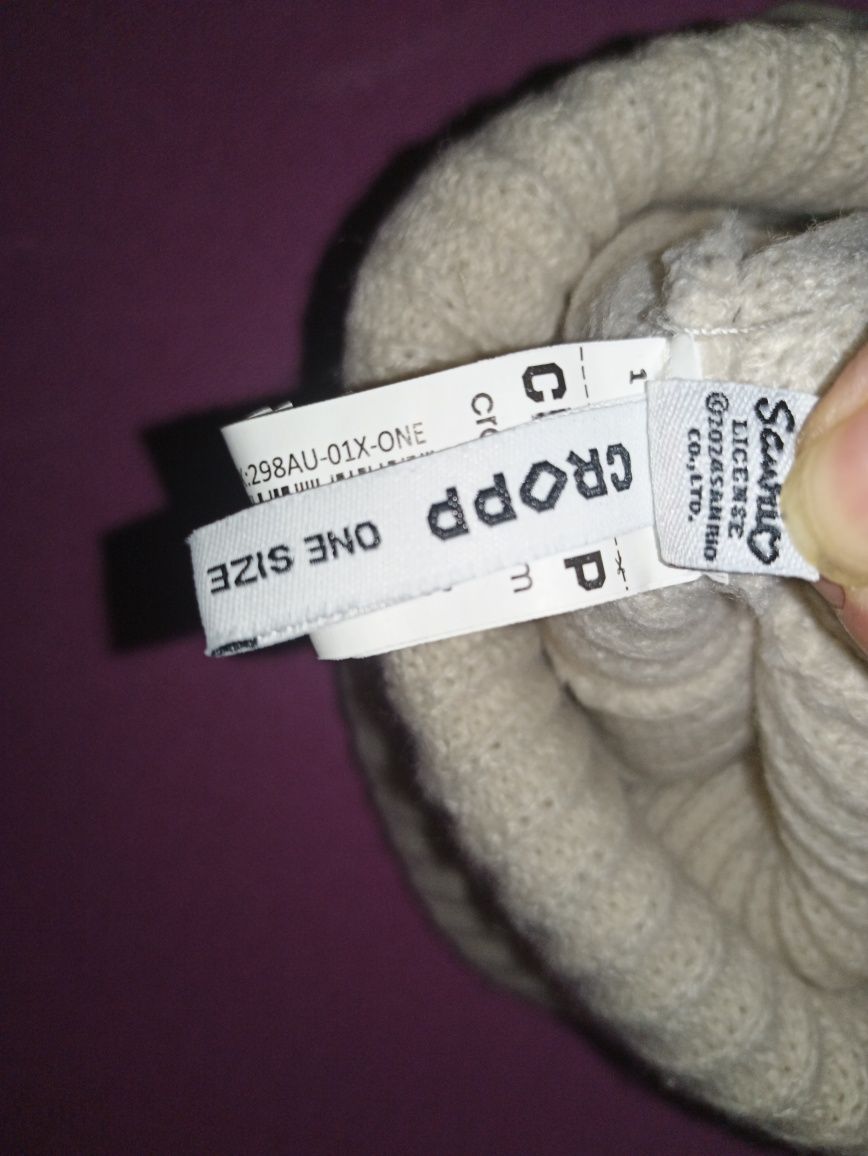 CROPP
ONE SIZE
:298AU-01X-ONE
Sanrio
LICENSE
©2024SANRIO
CO.,LTD.